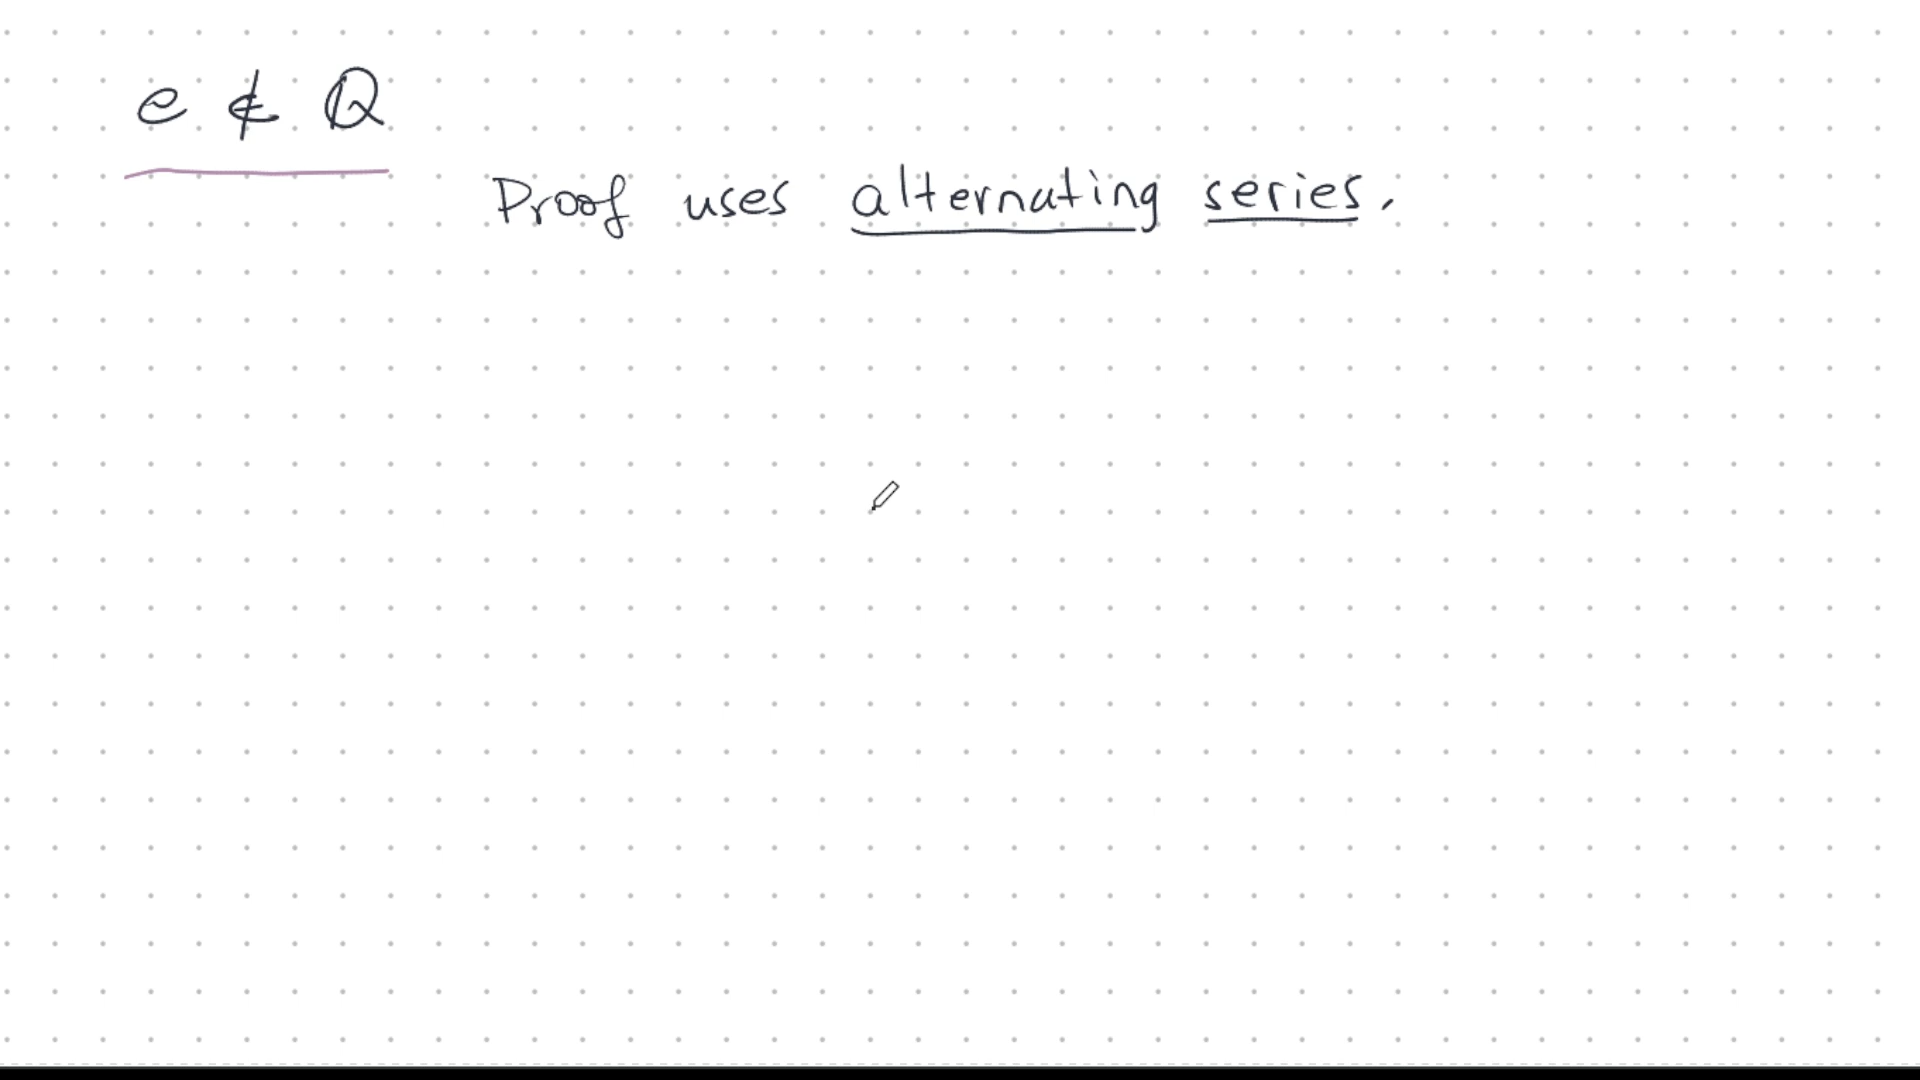 e ∉ ℚ
Proof uses alternating series.